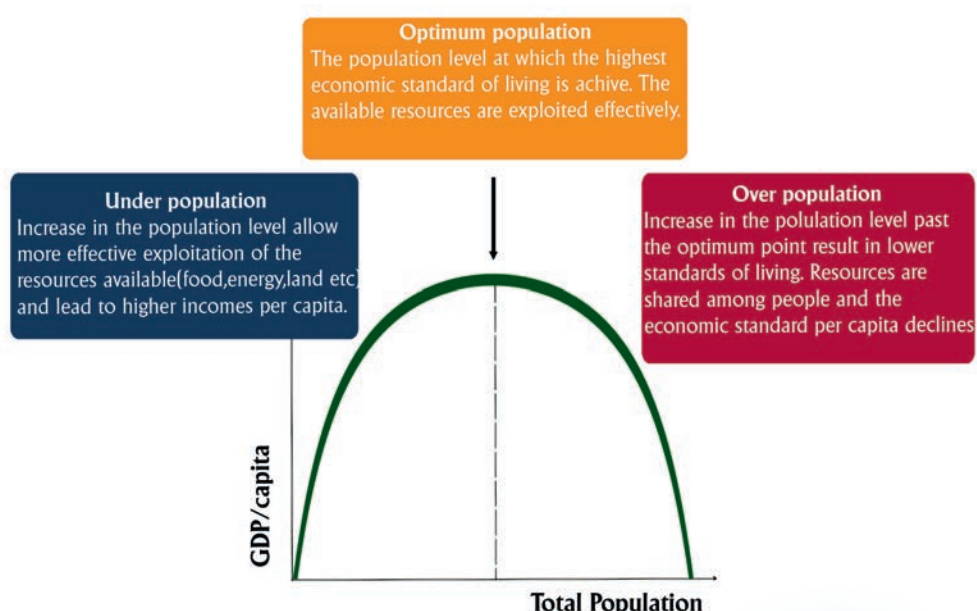 Optimum population
The population level at which the highest
economic standard of living is achive. The
available resources are exploited effectively.
Under population
Increase in the population level allow
more effective exploitation of the
resources available(food,energy,land etc)
and lead to higher incomes per capita.
Over population
Increase in the polulation level past
the optimum point result in lower
standards of living. Resources are
shared among people and the
economic standard per capita declines
GDP/capita
Total Population